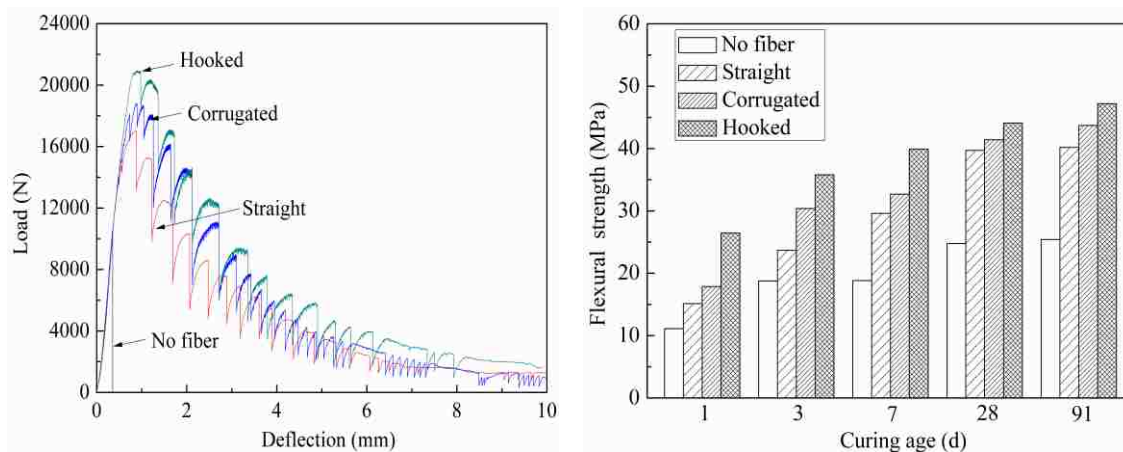 24000
20000
16000
12000
8000
4000
0
Load (N)
Hooked
Corrugated
Straight
No fiber
0 2 4 6 8 10
Deflection (mm)
60
50
40
30
20
10
0
Flexural strength (MPa)
No fiber
Straight
Corrugated
Hooked
1 3 7 28 91
Curing age (d)